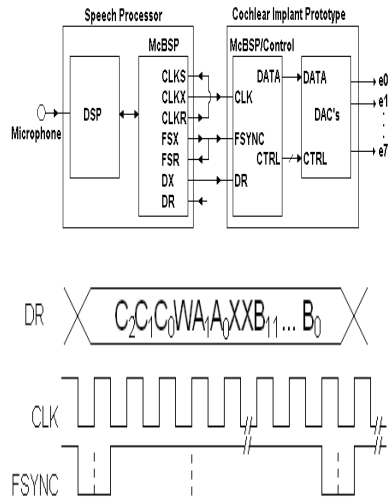 Speech Processor
Cochlear Implant Prototype
McBSP
McBSP/Control
CLKS
DATA
DATA
e0
CLKX
CLK
e1
DSP
CLKR
DAC's
Microphone
FSX
FSYNC
FSR
CTRL
CTRL
e7
DX
DR
DR
DR
C2C1C0WA1A0XXB11... B0
CLK
FSYNC